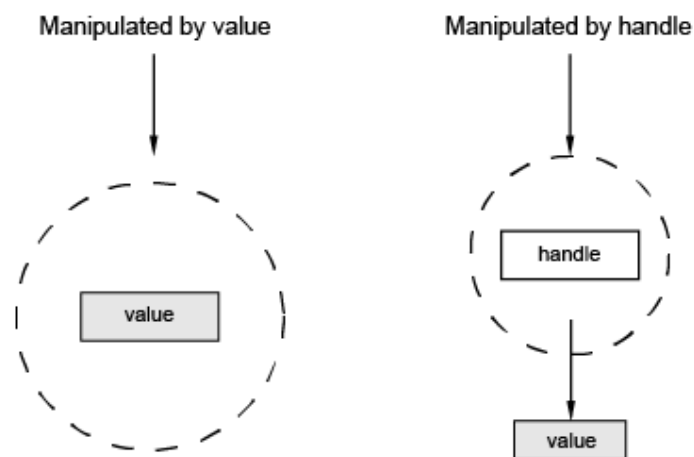 Manipulated by value
Manipulated by handle
value
handle
value